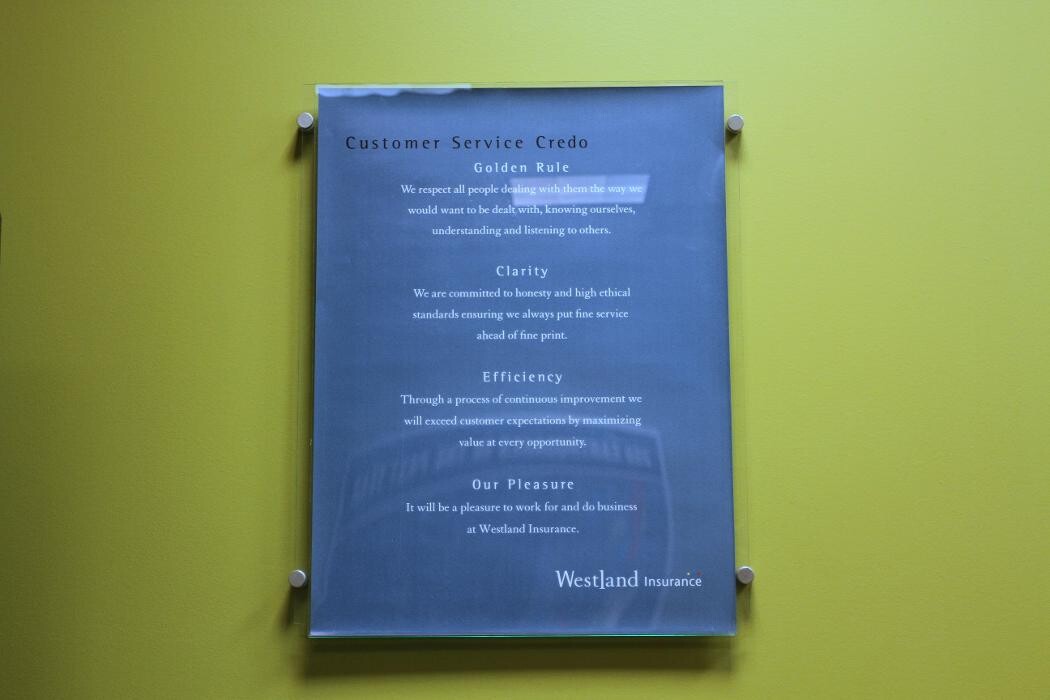 Customer Service Credo
Golden Rule
We respect all people dealing with them the way we
would want to be dealt with, knowing ourselves,
understanding and listening to others.
Clarity
We are committed to honesty and high ethical
standards ensuring we always put fine service
ahead of fine print.
Efficiency
Through a process of continuous improvement we
will exceed customer expectations by maximizing
value at every opportunity.
Our Pleasure
It will be a pleasure to work for and do business
at Westland Insurance.
Westland Insurance